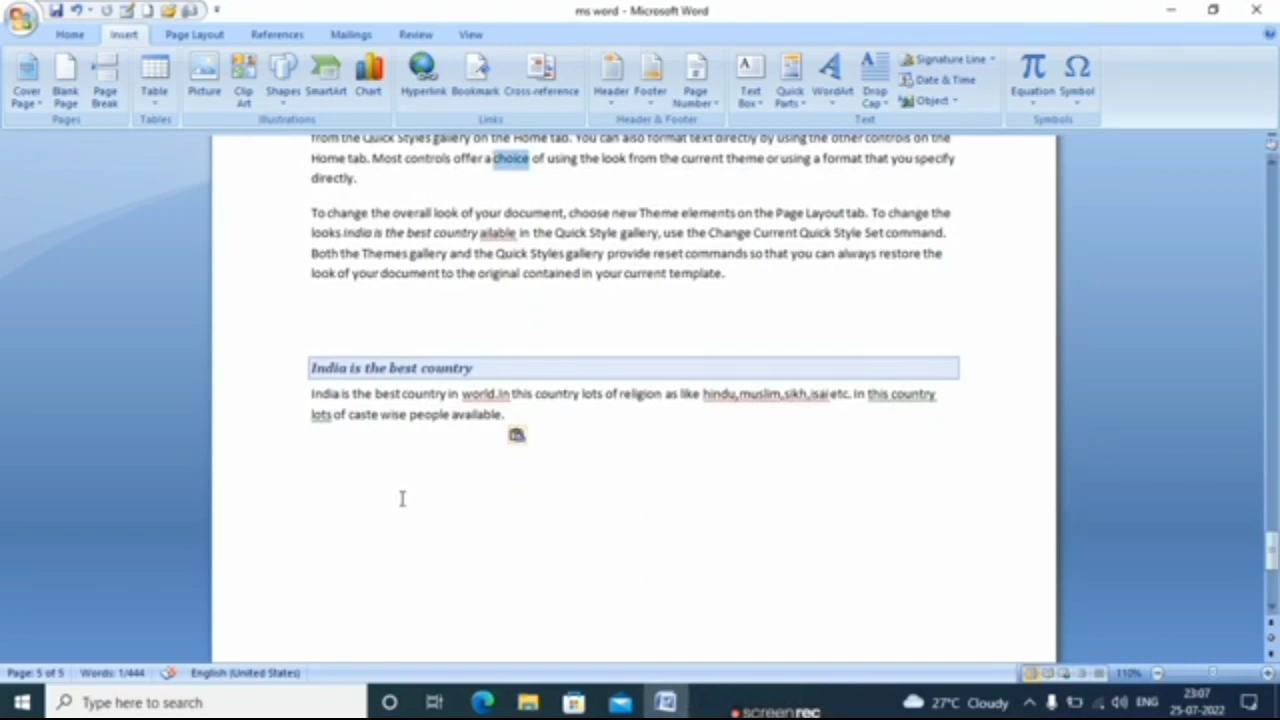 ms word - Microsoft Word
Home Insert Page Layout References Mailings Review View
Cover Page Blank Page Page Break Table Picture Clip Art Shapes SmartArt Chart Hyperlink Bookmark Cross-reference Header Footer Page Number Text Box Quick Parts WordArt Drop Cap Signature Line Date & Time Object Equation Symbol
Pages Tables Illustrations Links Header & Footer Text Symbols
from the Quick Styles gallery on the Home tab. You can also format text directly by using the other controls on the
Home tab. Most controls offer a choice of using the look from the current theme or using a format that you specify
directly.
To change the overall look of your document, choose new Theme elements on the Page Layout tab. To change the
looks India is the best country ailable in the Quick Style gallery, use the Change Current Quick Style Set command.
Both the Themes gallery and the Quick Styles gallery provide reset commands so that you can always restore the
look of your document to the original contained in your current template.
India is the best country
India is the best country in world.In this country lots of religion as like hindu,muslim,sikh,isai etc. In this country
lots of caste wise people available.
Page: 5 of 5 Words: 1/444 English (United States) 110%
Type here to search 27°C Cloudy ENG 23:07
25-07-2022
screenrec